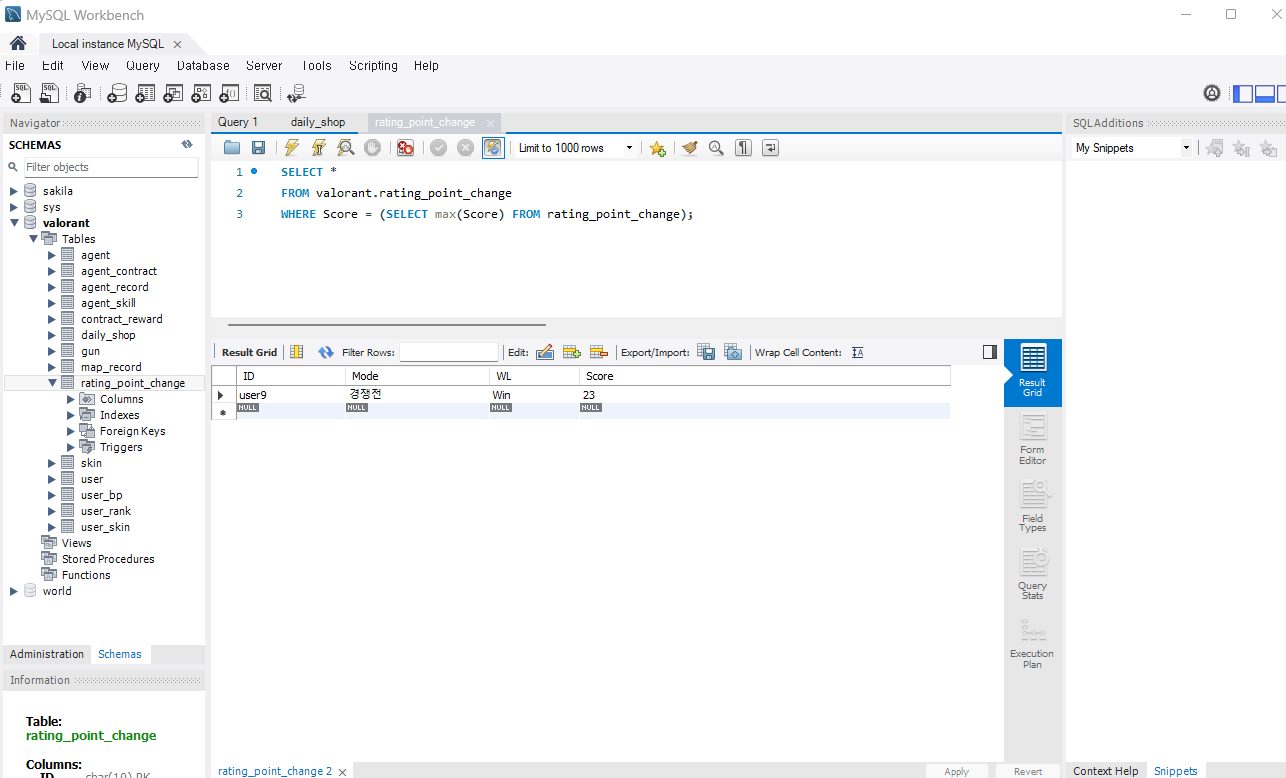 MySQL Workbench
Local instance MySQL
File Edit View Query Database Server Tools Scripting Help
Navigator
SCHEMAS
Filter objects
sakila
sys
valorant
Tables
agent
agent_contract
agent_record
agent_skill
contract_reward
daily_shop
gun
map_record
rating_point_change
Columns
Indexes
Foreign Keys
Triggers
skin
user
user_bp
user_rank
user_skin
Views
Stored Procedures
Functions
world
Administration Schemas
Information
Table:
rating_point_change
Columns:
ID char(10) PK
Query 1 daily_shop rating_point_change
Limit to 1000 rows
1 SELECT *
2 FROM valorant.rating_point_change
3 WHERE Score = (SELECT max(Score) FROM rating_point_change);
Result Grid Filter Rows: Edit: Export/Import: Wrap Cell Content: IA
ID Mode WL Score
user9 경쟁전 Win 23
NULL NULL NULL NULL
Result
Grid
Form
Editor
Field
Types
Query
Stats
Execution
Plan
rating_point_change 2
Apply Revert
SQLAdditions
My Snippets
Context Help Snippets